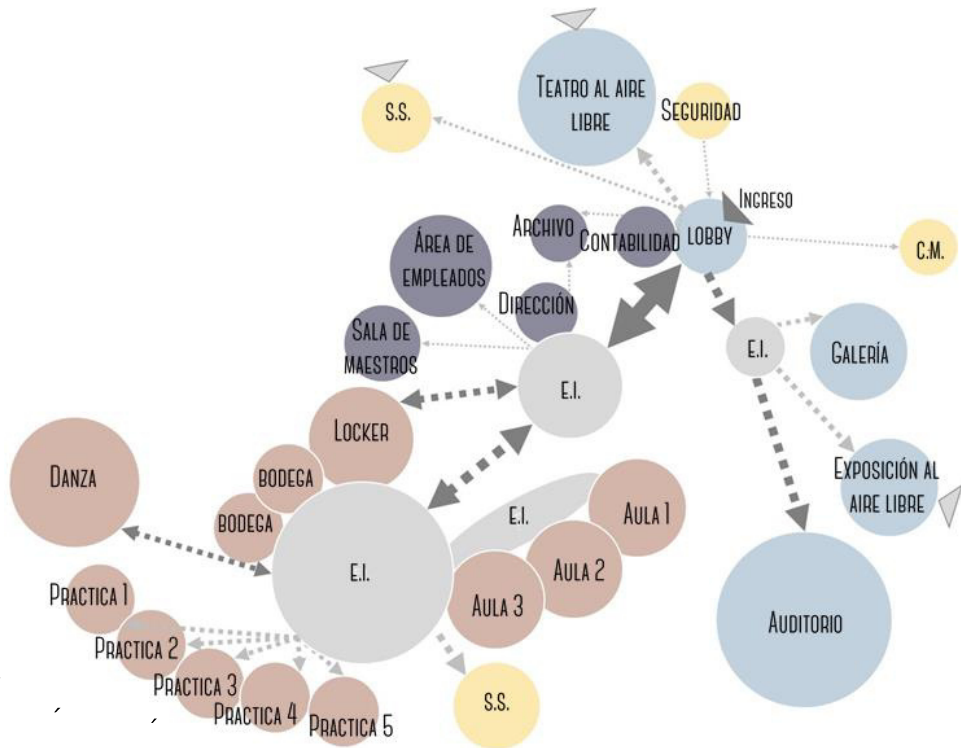 S.S.
TEATRO AL AIRE
LIBRE
SEGURIDAD
INGRESO
LOBBY
C.M.
ARCHIVO
CONTABILIDAD
ÁREA DE
EMPLEADOS
DIRECCIÓN
SALA DE
MAESTROS
E.I.
E.I.
GALERÍA
LOCKER
BODEGA
BODEGA
DANZA
E.I.
E.I.
AULA 1
AULA 2
AULA 3
EXPOSICIÓN AL
AIRE LIBRE
AUDITORIO
PRACTICA 1
PRACTICA 2
PRACTICA 3
PRACTICA 4
PRACTICA 5
S.S.